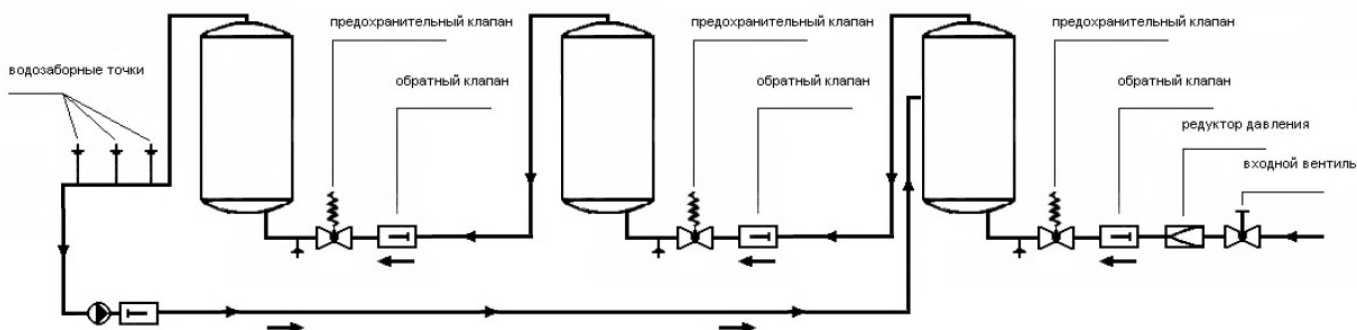 предохранительный клапан
предохранительный клапан
предохранительный клапан
водозаборные точки
обратный клапан
обратный клапан
обратный клапан
редуктор давления
входной вентиль